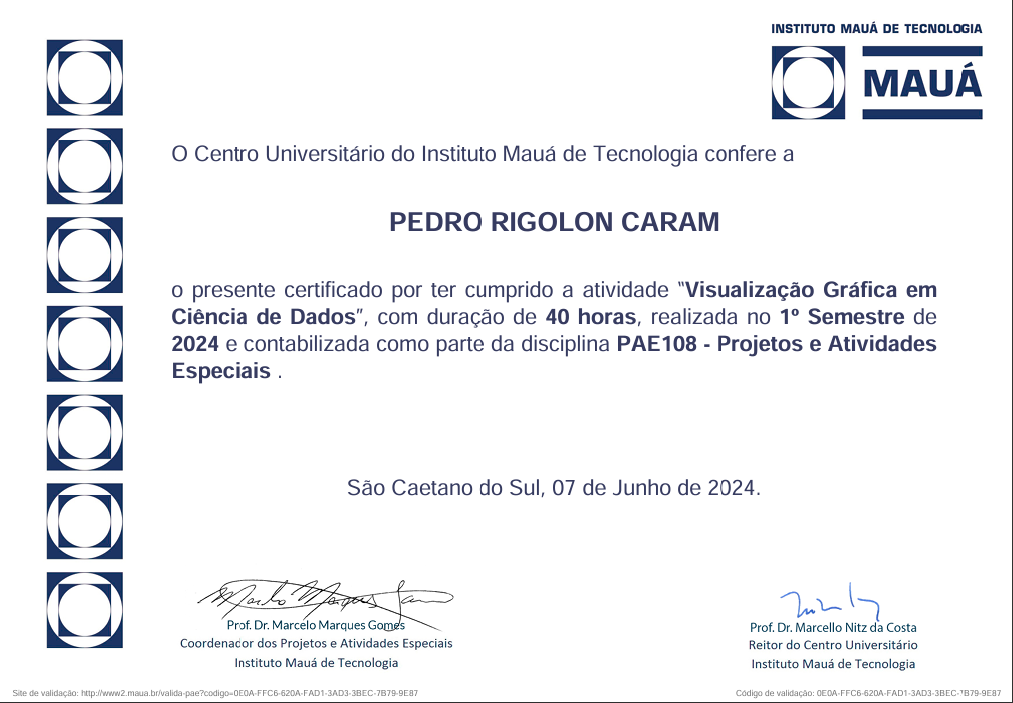 INSTITUTO MAUÁ DE TECNOLOGIA
MAUÁ
O Centro Universitário do Instituto Mauá de Tecnologia confere a
PEDRO RIGOLON CARAM
o presente certificado por ter cumprido a atividade “Visualização Gráfica em
Ciência de Dados”, com duração de 40 horas, realizada no 1º Semestre de
2024 e contabilizada como parte da disciplina PAE108 - Projetos e Atividades
Especiais .
São Caetano do Sul, 07 de Junho de 2024.
Prof. Dr. Marcelo Marques Gomes
Coordenador dos Projetos e Atividades Especiais
Instituto Mauá de Tecnologia
Prof. Dr. Marcello Nitz da Costa
Reitor do Centro Universitário
Instituto Mauá de Tecnologia
Site de validação: http://www2.maua.br/valida-pae?codigo=0E0A-FFC6-620A-FAD1-3AD3-3BEC-7B79-9E87
Código de validação: 0E0A-FFC6-620A-FAD1-3AD3-3BEC-7B79-9E87